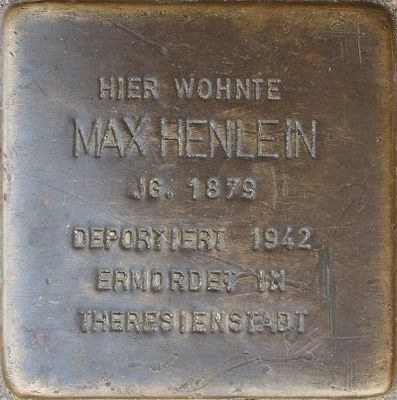 HIER WOHNTE
MAX HENLEIN
JG. 1879
DEPORTIERT 1942
ERMORDET IN
THERESIENSTADT